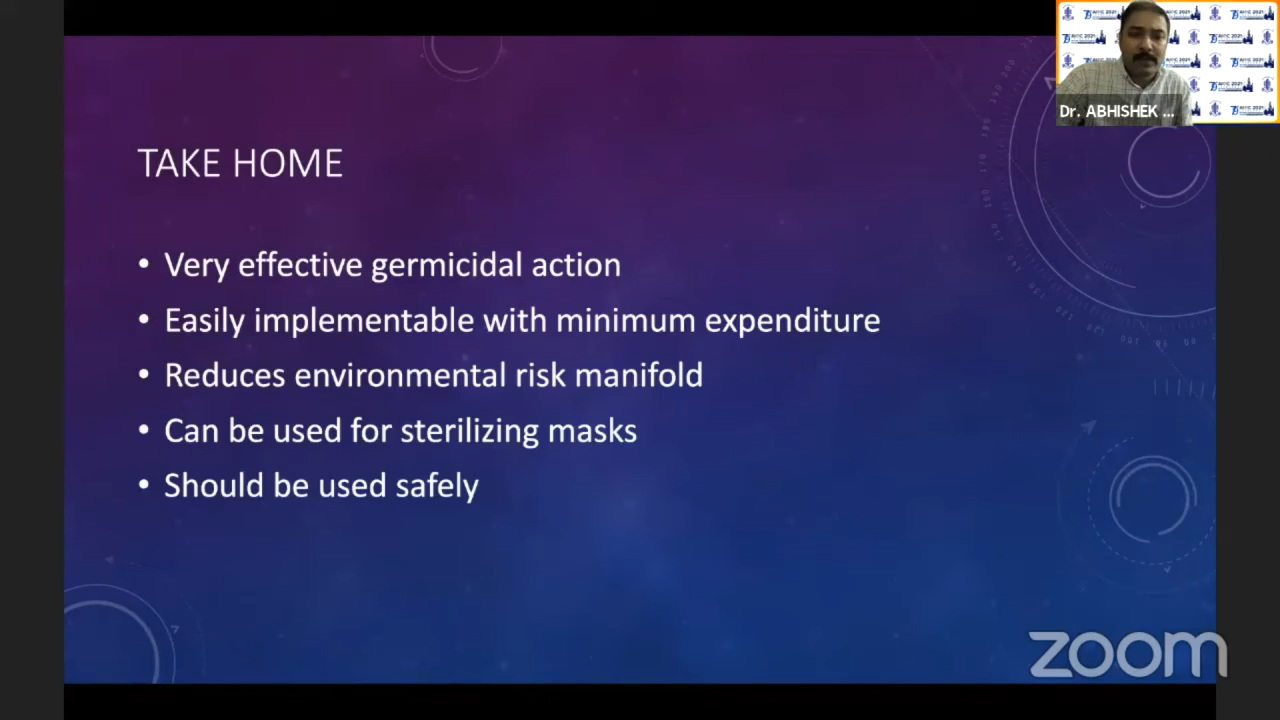 Dr. ABHISHEK ...
TAKE HOME
• Very effective germicidal action
• Easily implementable with minimum expenditure
• Reduces environmental risk manifold
• Can be used for sterilizing masks
• Should be used safely
zoom